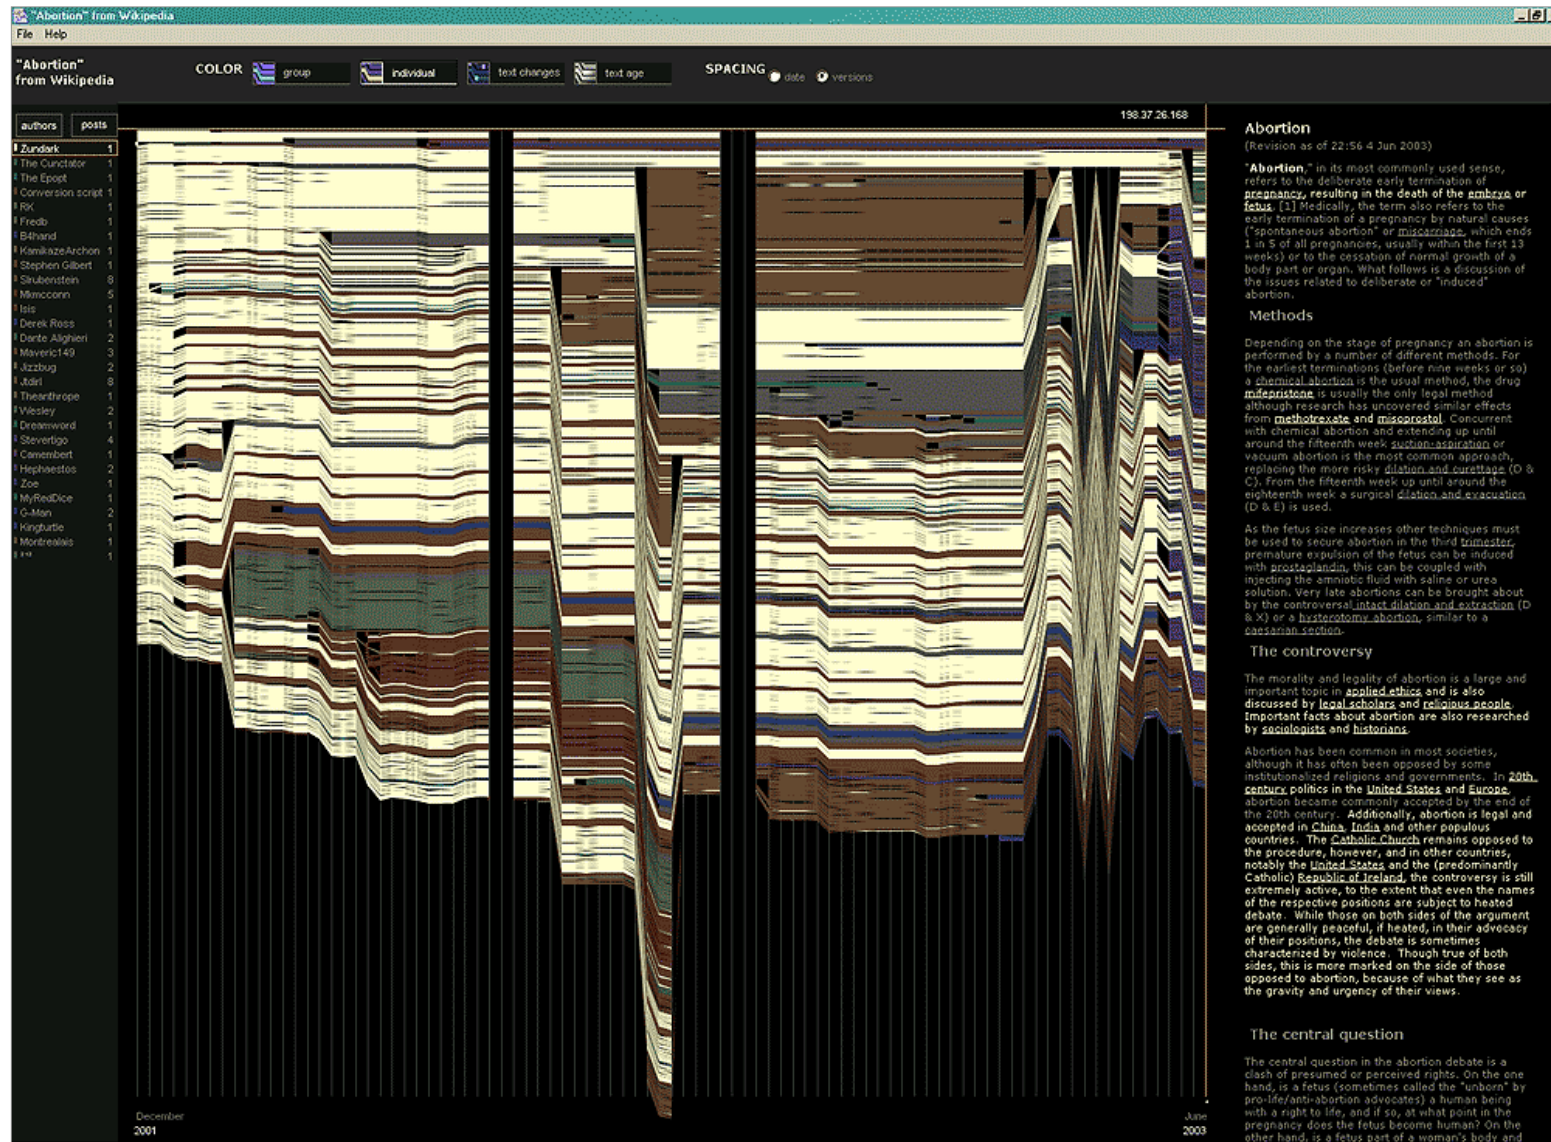 "Abortion" from Wikipedia
File Help
"Abortion"
from Wikipedia
COLOR group individual text changes text age SPACING date versions
authors posts
198.37.26.168
Zundark 1
The Cunctator 1
The Epopt 1
Conversion script 1
RK 1
Fredb 1
B4hand 1
KamikazeArchon 1
Stephen Gilbert 1
Slrubenstein 8
Mkmcconn 5
Isis 1
Derek Ross 1
Dante Alighieri 2
Maveric149 3
Jizzbug 2
Jtdirl 8
Theanthrope 1
Wesley 2
Dreamword 1
Stevertigo 4
Camembert 1
Hephaestos 2
Zoe 1
MyRedDice 1
G-Man 2
Kingturtle 1
Montrealais 1
1
December
2001
June
2003
Abortion
(Revision as of 22:56 4 Jun 2003)
"Abortion," in its most commonly used sense,
refers to the deliberate early termination of
pregnancy, resulting in the death of the embryo or
fetus. [1] Medically, the term also refers to the
early termination of a pregnancy by natural causes
("spontaneous abortion" or miscarriage, which ends
1 in 5 of all pregnancies, usually within the first 13
weeks) or to the cessation of normal growth of a
body part or organ. What follows is a discussion of
the issues related to deliberate or "induced"
abortion.
Methods
Depending on the stage of pregnancy an abortion is
performed by a number of different methods. For
the earliest terminations (before nine weeks or so)
a chemical abortion is the usual method, the drug
mifepristone is usually the only legal method
although research has uncovered similar effects
from methotrexate and misoprostol. Concurrent
with chemical abortion and extending up until
around the fifteenth week suction-aspiration or
vacuum abortion is the most common approach,
replacing the more risky dilation and curettage (D &
C). From the fifteenth week up until around the
eighteenth week a surgical dilation and evacuation
(D & E) is used.
As the fetus size increases other techniques must
be used to secure abortion in the third trimester,
premature expulsion of the fetus can be induced
with prostaglandin, this can be coupled with
injecting the amniotic fluid with saline or urea
solution. Very late abortions can be brought about
by the controversal intact dilation and extraction (D
& X) or a hysterotomy abortion, similar to a
caesarian section.
The controversy
The morality and legality of abortion is a large and
important topic in applied ethics and is also
discussed by legal scholars and religious people.
Important facts about abortion are also researched
by sociologists and historians.
Abortion has been common in most societies,
although it has often been opposed by some
institutionalized religions and governments. In 20th
century politics in the United States and Europe,
abortion became commonly accepted by the end of
the 20th century. Additionally, abortion is legal and
accepted in China, India and other populous
countries. The Catholic Church remains opposed to
the procedure, however, and in other countries,
notably the United States and the (predominantly
Catholic) Republic of Ireland, the controversy is still
extremely active, to the extent that even the names
of the respective positions are subject to heated
debate. While those on both sides of the argument
are generally peaceful, if heated, in their advocacy
of their positions, the debate is sometimes
characterized by violence. Though true of both
sides, this is more marked on the side of those
opposed to abortion, because of what they see as
the gravity and urgency of their views.
The central question
The central question in the abortion debate is a
clash of presumed or perceived rights. On the one
hand, is a fetus (sometimes called the "unborn" by
pro-life/anti-abortion advocates) a human being
with a right to life, and if so, at what point in the
pregnancy does the fetus become human? On the
other hand, is a fetus part of a woman's body and